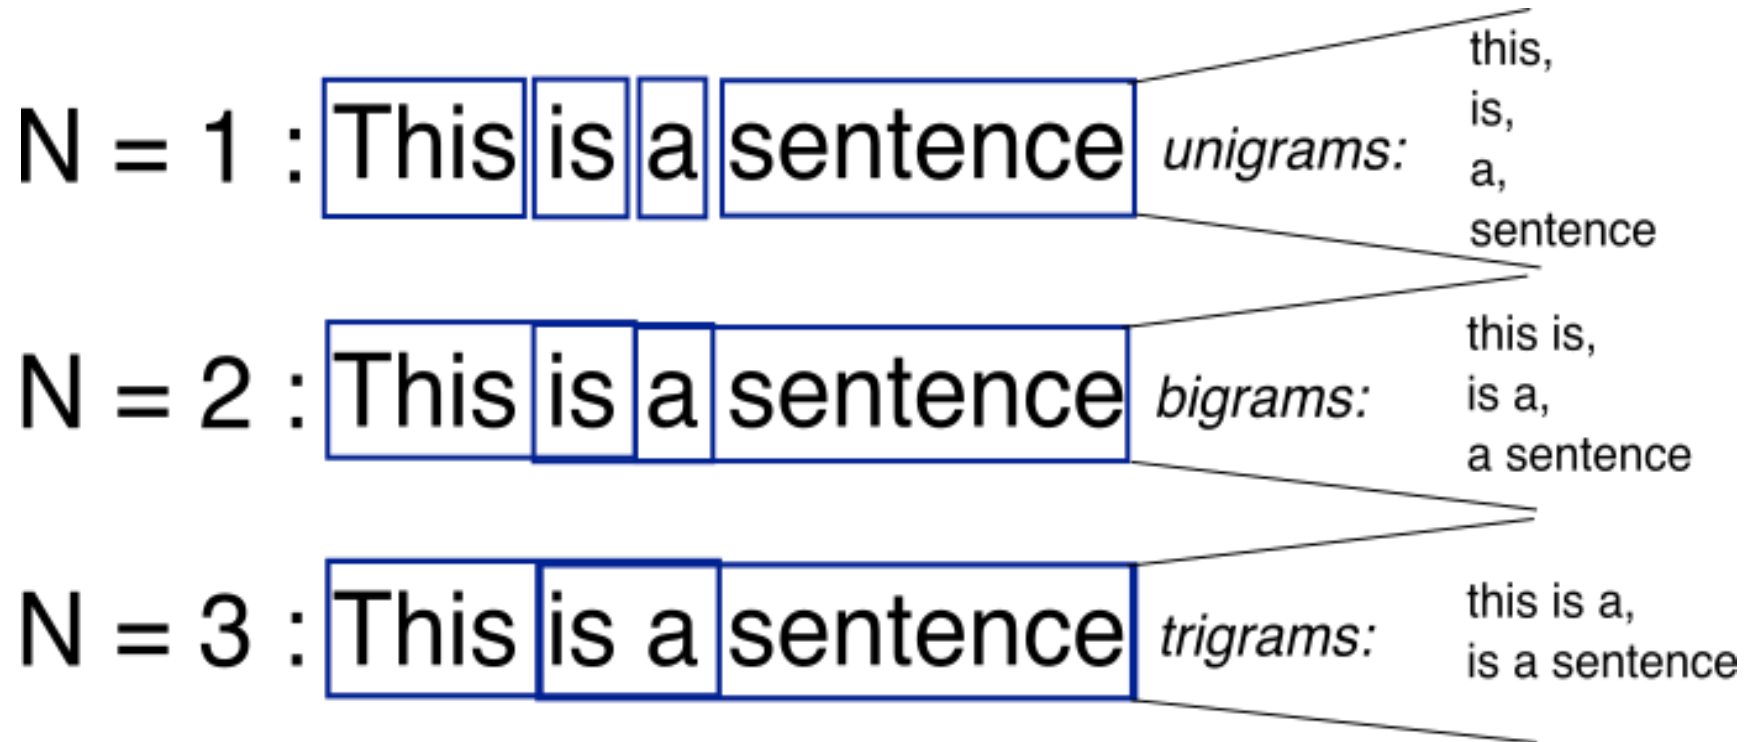 N = 1 : This is a sentence unigrams:
this,
is,
a,
sentence
N = 2 : This is a sentence bigrams:
this is,
is a,
a sentence
N = 3 : This is a sentence trigrams:
this is a,
is a sentence